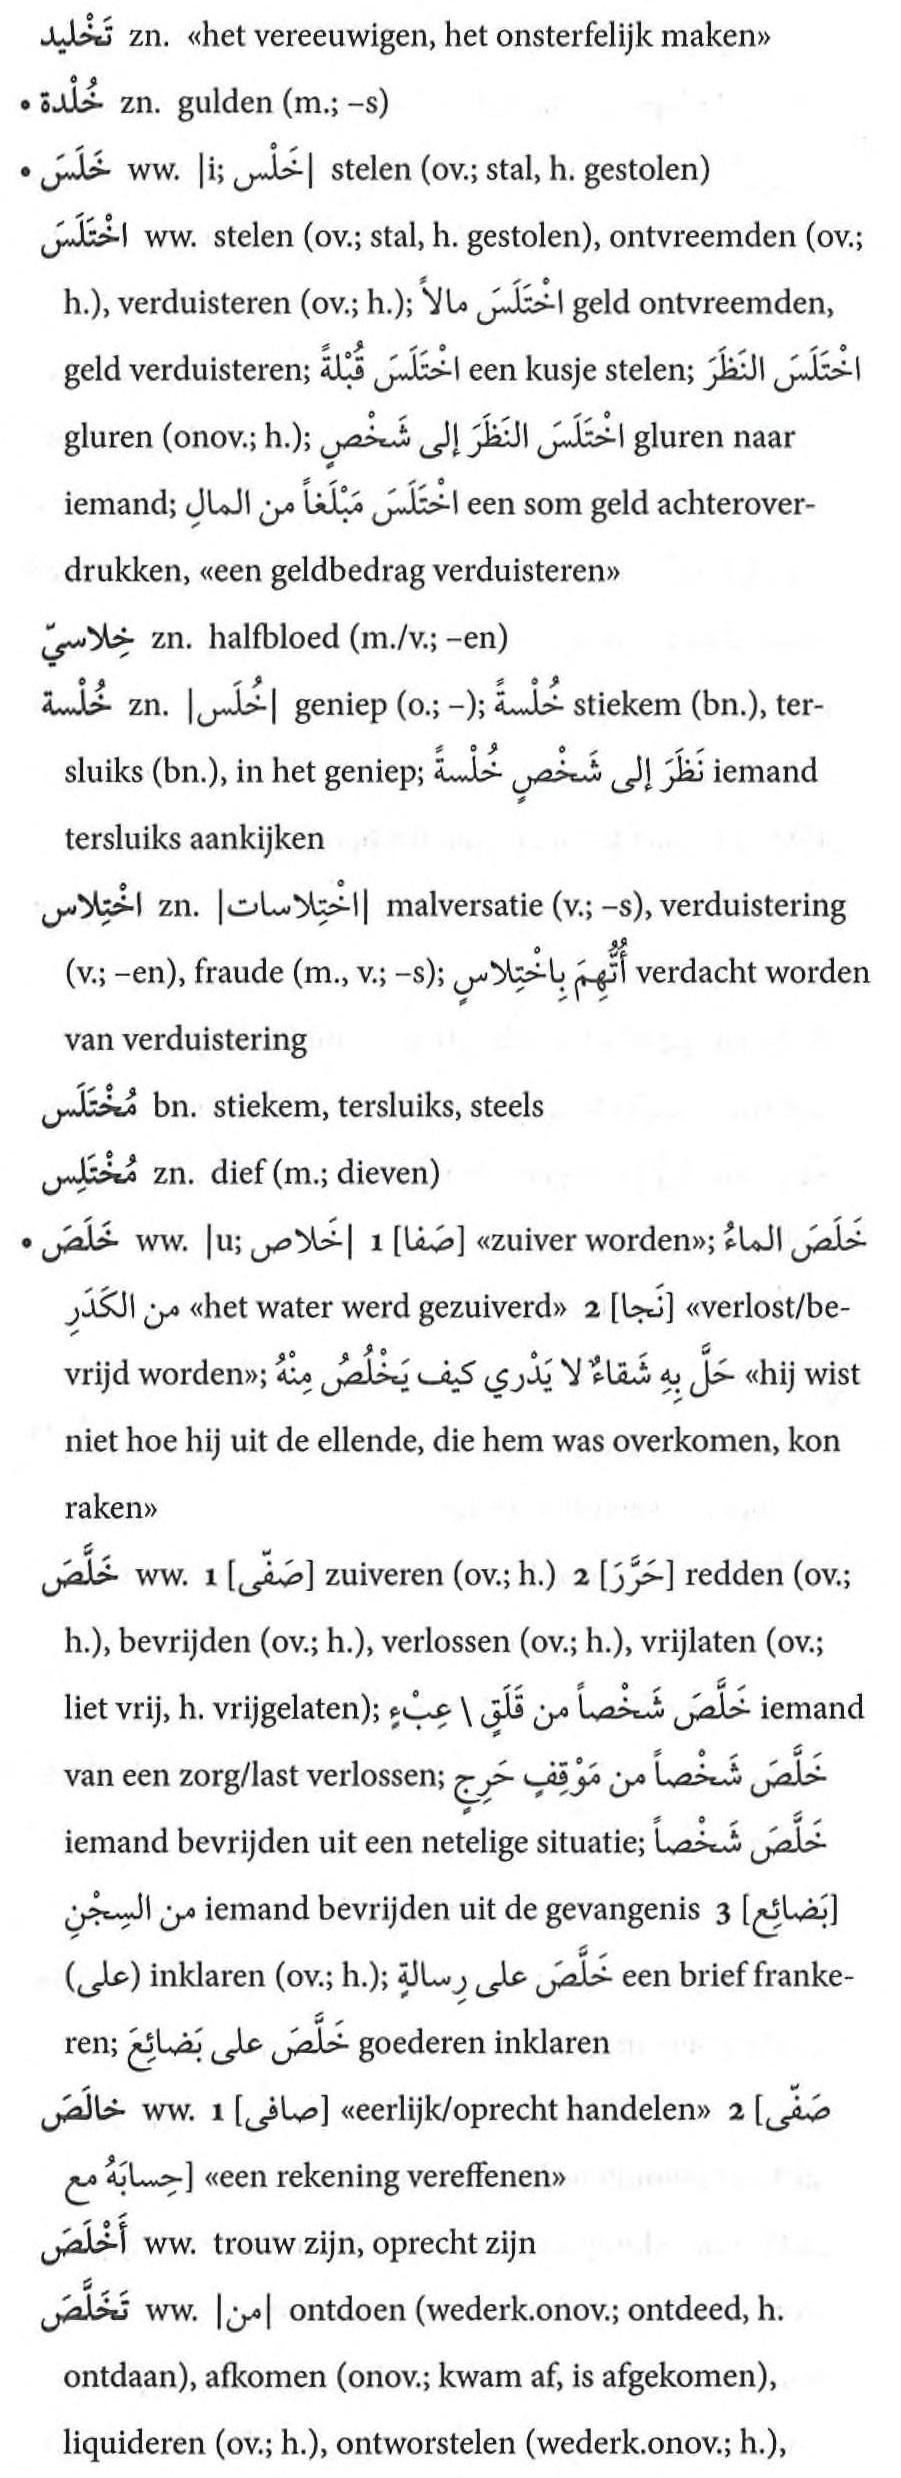 تَخْليد zn. «het vereeuwigen, het onsterfelijk maken»
• خُلْدة zn. gulden (m.; –s)
• خَلَسَ ww. |i; خَلْس| stelen (ov.; stal, h. gestolen)
اخْتَلَسَ ww. stelen (ov.; stal, h. gestolen), ontvreemden (ov.;
h.), verduisteren (ov.; h.); اخْتَلَسَ مالاً geld ontvreemden,
geld verduisteren; اخْتَلَسَ قُبْلةً een kusje stelen; اخْتَلَسَ النَظَرَ
gluren (onov.; h.); اخْتَلَسَ النَظَرَ إلى شَخْصٍ gluren naar
iemand; اخْتَلَسَ مَبْلَغاً من المالِ een som geld achterover-
drukken, «een geldbedrag verduisteren»
خِلاسيّ zn. halfbloed (m./v.; –en)
خُلْسة zn. |خُلَس| geniep (o.; –); خُلْسةً stiekem (bn.), ter-
sluiks (bn.), in het geniep; نَظَرَ إلى شَخْصٍ خُلْسةً iemand
tersluiks aankijken
اخْتِلاس zn. |اخْتِلاسات| malversatie (v.; –s), verduistering
(v.; –en), fraude (m., v.; –s); أُتُّهِمَ بِاخْتِلاسٍ verdacht worden
van verduistering
مُخْتَلَس bn. stiekem, tersluiks, steels
مُخْتَلِس zn. dief (m.; dieven)
• خَلَصَ ww. |u; خَلاص| 1 [صَفا] «zuiver worden»; خَلَصَ الماءُ
من الكَدَرِ «het water werd gezuiverd» 2 [نَجا] «verlost/be-
vrijd worden»; حَلَّ بِهِ شَقاءٌ لا يَدْري كيف يَخْلُصُ مِنْهُ «hij wist
niet hoe hij uit de ellende, die hem was overkomen, kon
raken»
خَلَّصَ ww. 1 [صَفّى] zuiveren (ov.; h.) 2 [حَرَّرَ] redden (ov.;
h.), bevrijden (ov.; h.), verlossen (ov.; h.), vrijlaten (ov.;
liet vrij, h. vrijgelaten); خَلَّصَ شَخْصاً من قَلَقٍ \ عِبْءٍ iemand
van een zorg/last verlossen; خَلَّصَ شَخْصاً من مَوْقِفٍ حَرِجٍ
iemand bevrijden uit een netelige situatie; خَلَّصَ شَخْصاً
من السِجْنِ iemand bevrijden uit de gevangenis 3 [بَضائِع]
(على) inklaren (ov.; h.); خَلَّصَ على رِسالةٍ een brief franke-
ren; خَلَّصَ على بَضائِعَ goederen inklaren
خالَصَ ww. 1 [صافى] «eerlijk/oprecht handelen» 2 [صَفّى
حِسابَهُ مع] «een rekening vereffenen»
أَخْلَصَ ww. trouw zijn, oprecht zijn
تَخَلَّصَ ww. |من| ontdoen (wederk.onov.; ontdeed, h.
ontdaan), afkomen (onov.; kwam af, is afgekomen),
liquideren (ov.; h.), ontworstelen (wederk.onov.; h.),